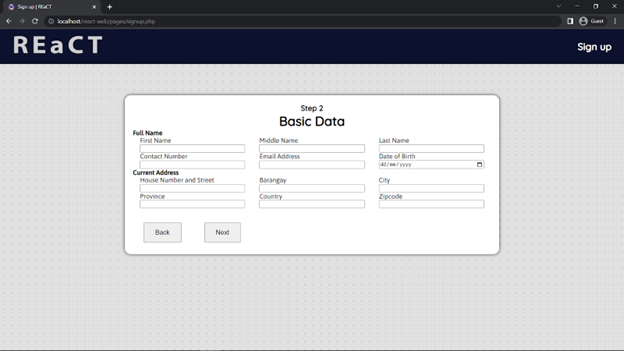 Sign up | REaCT
localhost/react-web/pages/signup.php
Guest
REaCT
Sign up
Step 2
Basic Data
Full Name
First Name Middle Name Last Name
Contact Number Email Address Date of Birth
dd/mm/yyyy
Current Address
House Number and Street Barangay City
Province Country Zipcode
Back Next